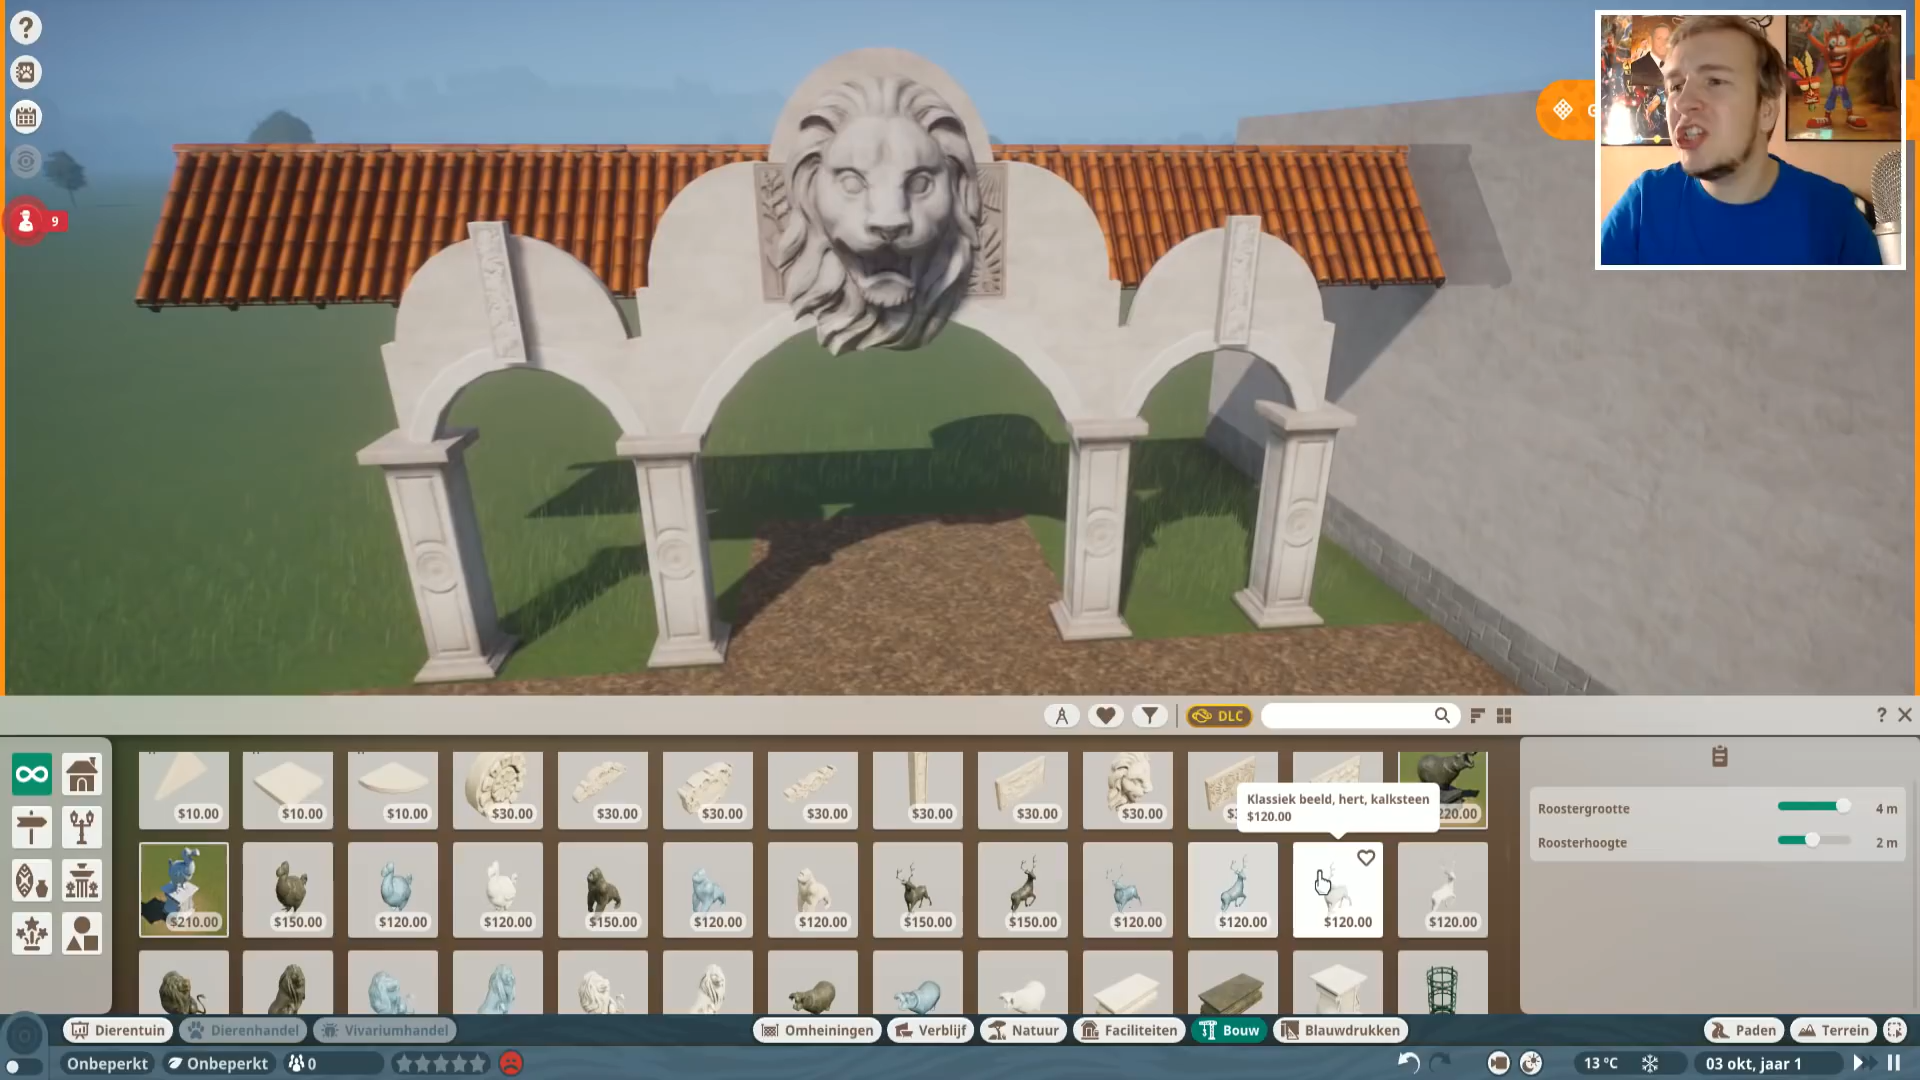 ?
9
G
DLC
?
$10.00
$10.00
$10.00
$30.00
$30.00
$30.00
$30.00
$30.00
$30.00
$30.00
Klassiek beeld, hert, kalksteen
$120.00
Roostergrootte
4 m
Roosterhoogte
2 m
$210.00
$150.00
$120.00
$120.00
$150.00
$120.00
$120.00
$150.00
$150.00
$120.00
$120.00
$120.00
$120.00
Dierentuin
Dierenhandel
Vivariumhandel
Omheiningen
Verblijf
Natuur
Faciliteiten
Bouw
Blauwdrukken
Paden
Terrein
Onbeperkt
Onbeperkt
0
13 °C
03 okt, jaar 1